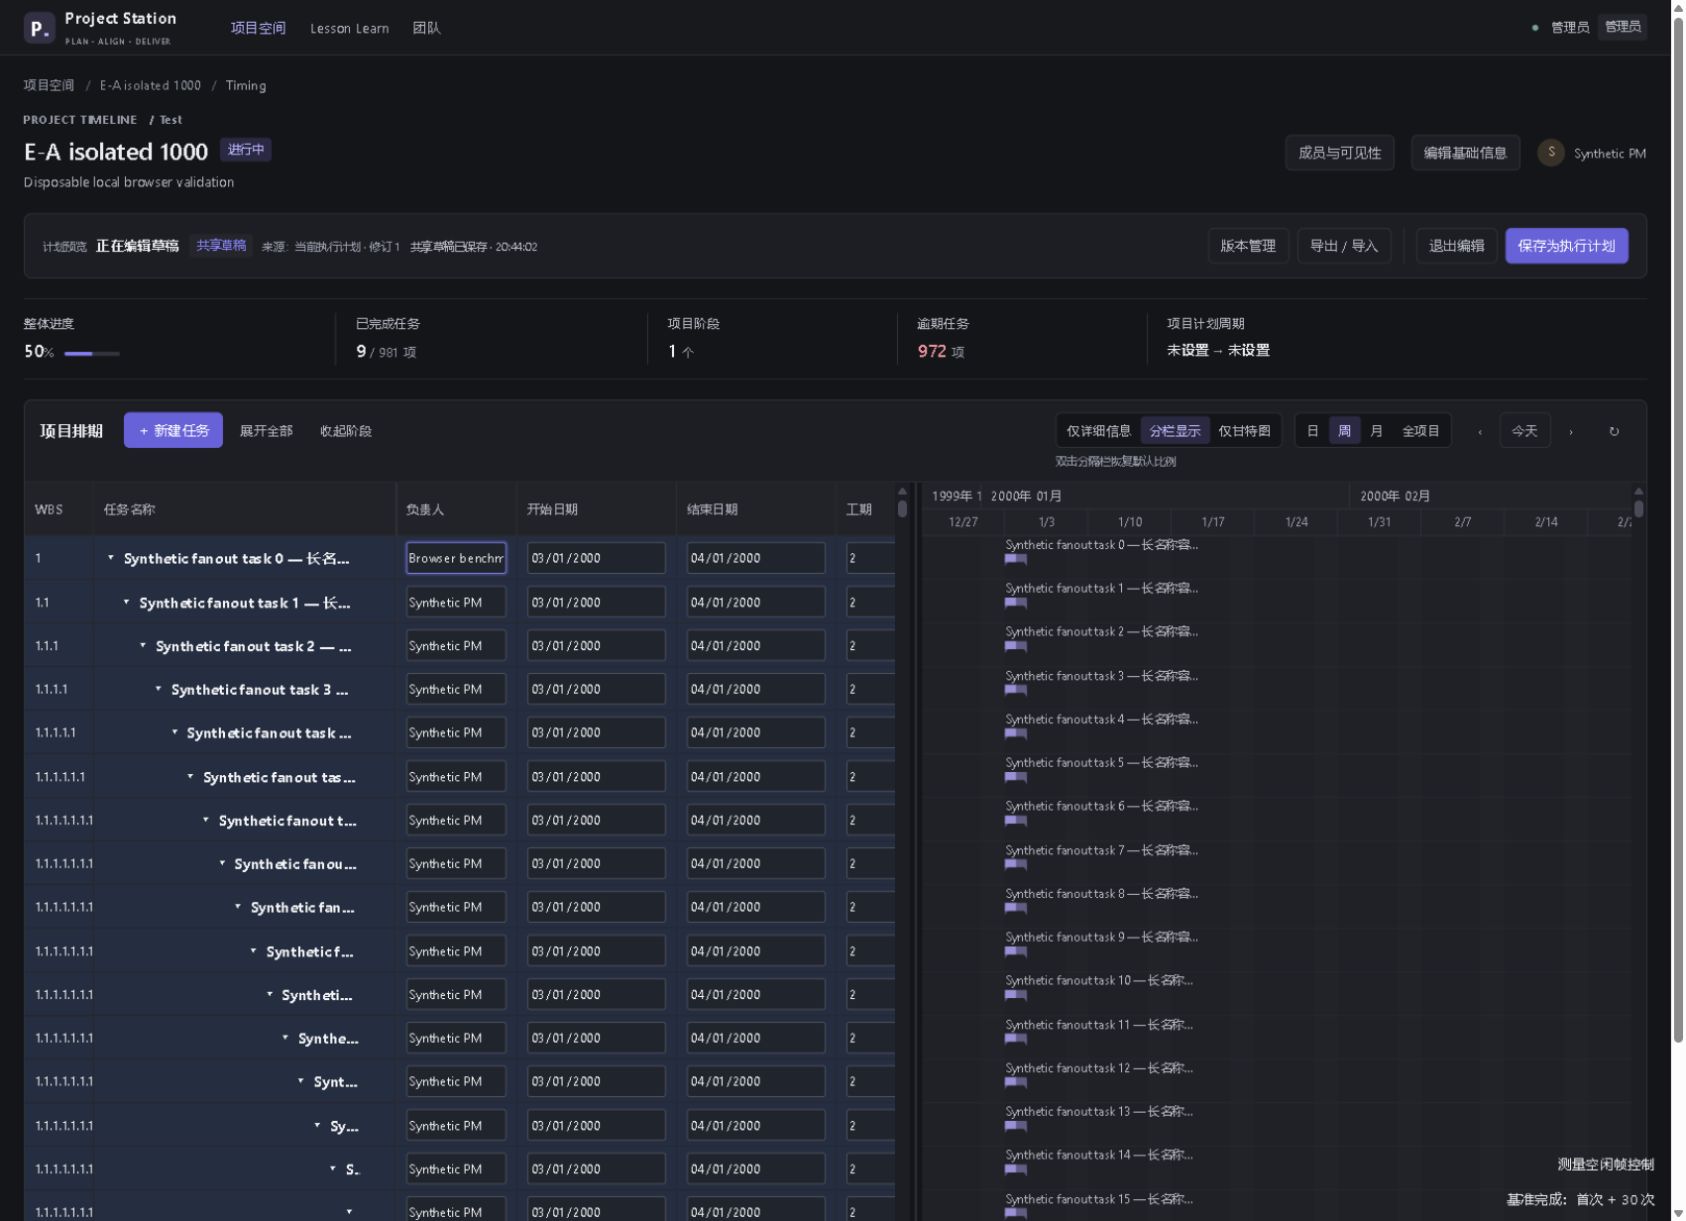 P. Project Station
PLAN · ALIGN · DELIVER
项目空间 Lesson Learn 团队
管理员 管理员
项目空间 / E-A isolated 1000 / Timing
PROJECT TIMELINE / Test
E-A isolated 1000 进行中
Disposable local browser validation
成员与可见性 编辑基础信息 S Synthetic PM
计划预览 正在编辑草稿 共享草稿 来源: 当前执行计划 · 修订 1 共享草稿已保存 · 20:44:02
版本管理 导出 / 导入 退出编辑 保存为执行计划
整体进度 已完成任务 项目阶段 逾期任务 项目计划周期
50% 9 / 981 项 1 个 972 项 未设置 → 未设置
项目排期 + 新建任务 展开全部 收起阶段
仅详细信息 分栏显示 仅甘特图 日 周 月 全项目 ‹ 今天 › ↻
双击分隔栏恢复默认比例
WBS 任务名称 负责人 开始日期 结束日期 工期
1999年 1 2000年 01月 2000年 02月
12/27 1/3 1/10 1/17 1/24 1/31 2/7 2/14 2/2
1 ▾ Synthetic fanout task 0 — 长名... Browser benchm 03/01/2000 04/01/2000 2 Synthetic fanout task 0 — 长名称容...
1.1 ▾ Synthetic fanout task 1 — 长... Synthetic PM 03/01/2000 04/01/2000 2 Synthetic fanout task 1 — 长名称容...
1.1.1 ▾ Synthetic fanout task 2 — ... Synthetic PM 03/01/2000 04/01/2000 2 Synthetic fanout task 2 — 长名称容...
1.1.1.1 ▾ Synthetic fanout task 3 ... Synthetic PM 03/01/2000 04/01/2000 2 Synthetic fanout task 3 — 长名称容...
1.1.1.1.1 ▾ Synthetic fanout task ... Synthetic PM 03/01/2000 04/01/2000 2 Synthetic fanout task 4 — 长名称容...
1.1.1.1.1.1 ▾ Synthetic fanout tas... Synthetic PM 03/01/2000 04/01/2000 2 Synthetic fanout task 5 — 长名称容...
1.1.1.1.1.1.1 ▾ Synthetic fanout t... Synthetic PM 03/01/2000 04/01/2000 2 Synthetic fanout task 6 — 长名称容...
1.1.1.1.1.1.1 ▾ Synthetic fanou... Synthetic PM 03/01/2000 04/01/2000 2 Synthetic fanout task 7 — 长名称容...
1.1.1.1.1.1.1 ▾ Synthetic fan... Synthetic PM 03/01/2000 04/01/2000 2 Synthetic fanout task 8 — 长名称容...
1.1.1.1.1.1.1 ▾ Synthetic f... Synthetic PM 03/01/2000 04/01/2000 2 Synthetic fanout task 9 — 长名称容...
1.1.1.1.1.1.1 ▾ Syntheti... Synthetic PM 03/01/2000 04/01/2000 2 Synthetic fanout task 10 — 长名称...
1.1.1.1.1.1.1 ▾ Synthe... Synthetic PM 03/01/2000 04/01/2000 2 Synthetic fanout task 11 — 长名称...
1.1.1.1.1.1.1 ▾ Synt... Synthetic PM 03/01/2000 04/01/2000 2 Synthetic fanout task 12 — 长名称...
1.1.1.1.1.1.1 ▾ Sy... Synthetic PM 03/01/2000 04/01/2000 2 Synthetic fanout task 13 — 长名称...
1.1.1.1.1.1.1 ▾ S.. Synthetic PM 03/01/2000 04/01/2000 2 Synthetic fanout task 14 — 长名称...
1.1.1.1.1.1.1 ▾ Synthetic PM 03/01/2000 04/01/2000 2 Synthetic fanout task 15 — 长名称...
测量空闲帧控制
基准完成: 首次 + 30 次